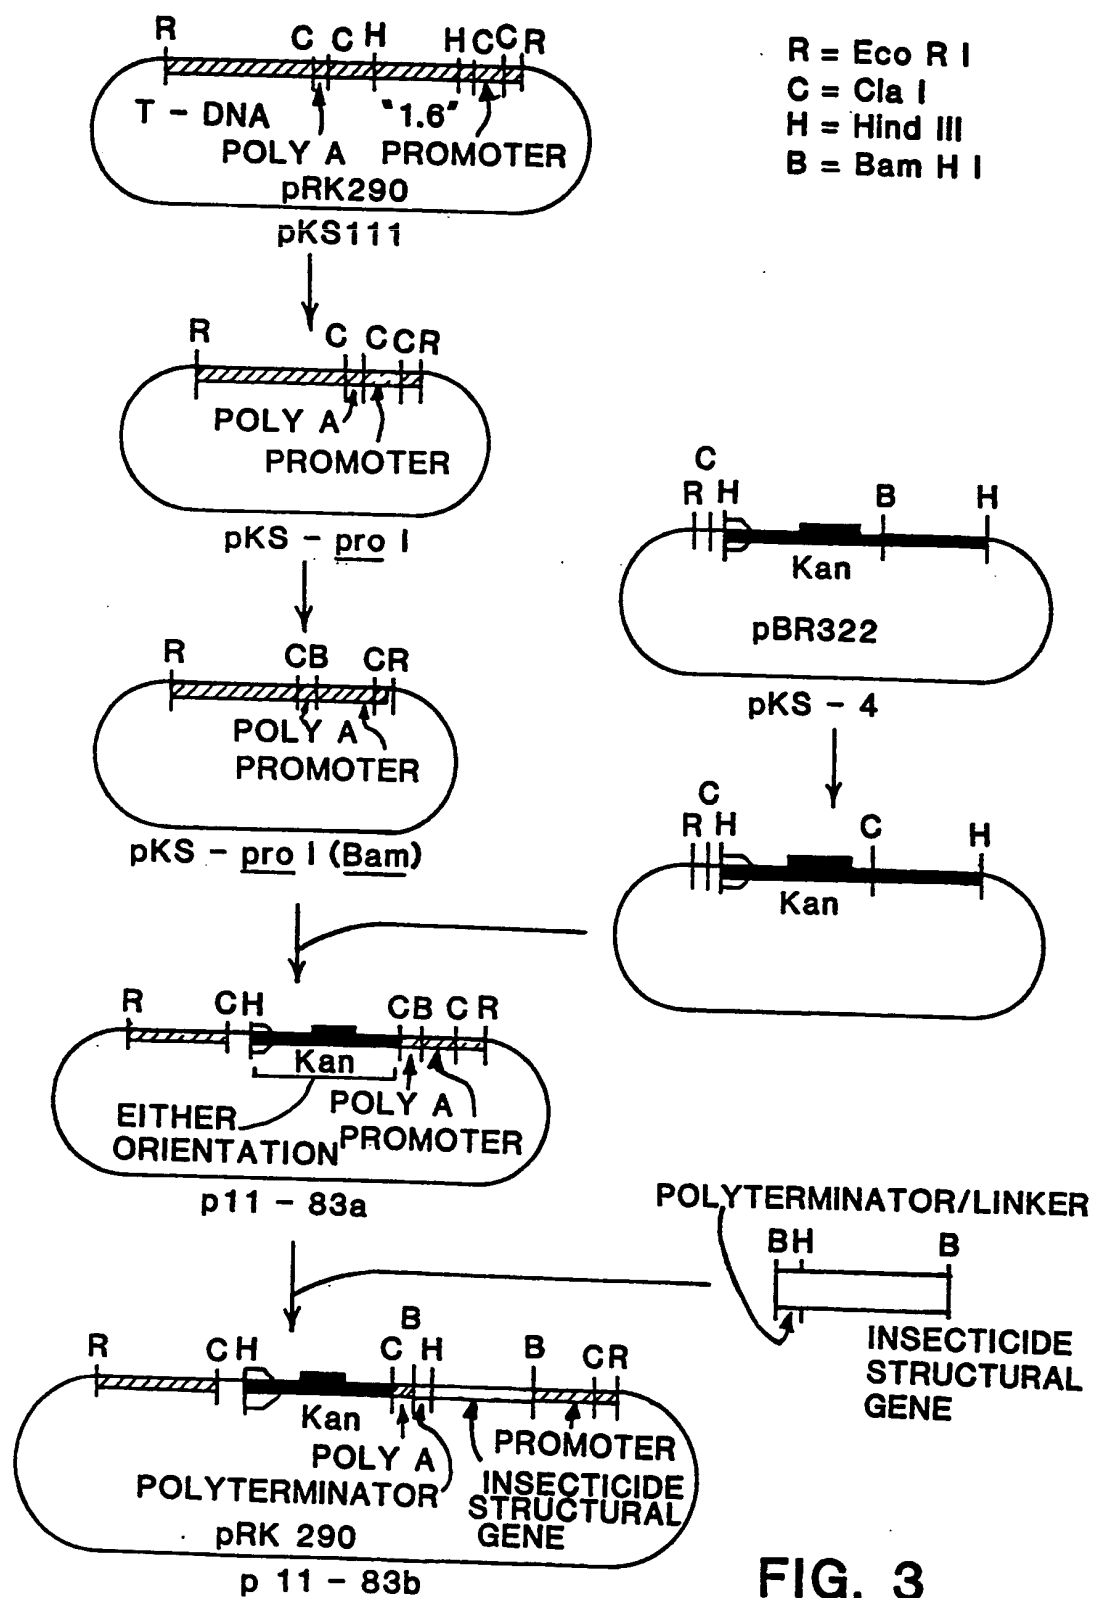 R C C H H C C R
T - DNA "1.6"
POLY A PROMOTER
pRK290
pKS111
R = Eco R I
C = Cla I
H = Hind III
B = Bam H I
R C C C R
POLY A
PROMOTER
pKS - pro I
R C B C R
POLY A
PROMOTER
pKS - pro I (Bam)
C
R H B H
Kan
pBR322
pKS - 4
C
R H C H
Kan
R C H C B C R
Kan
POLY A
PROMOTER
EITHER
ORIENTATION
p11 - 83a
POLYTERMINATOR/LINKER
B H B
INSECTICIDE
STRUCTURAL
GENE
B
R C H C H B C R
Kan
POLY A
PROMOTER
POLYTERMINATOR
INSECTICIDE
STRUCTURAL
GENE
pRK 290
p 11 - 83b
FIG. 3